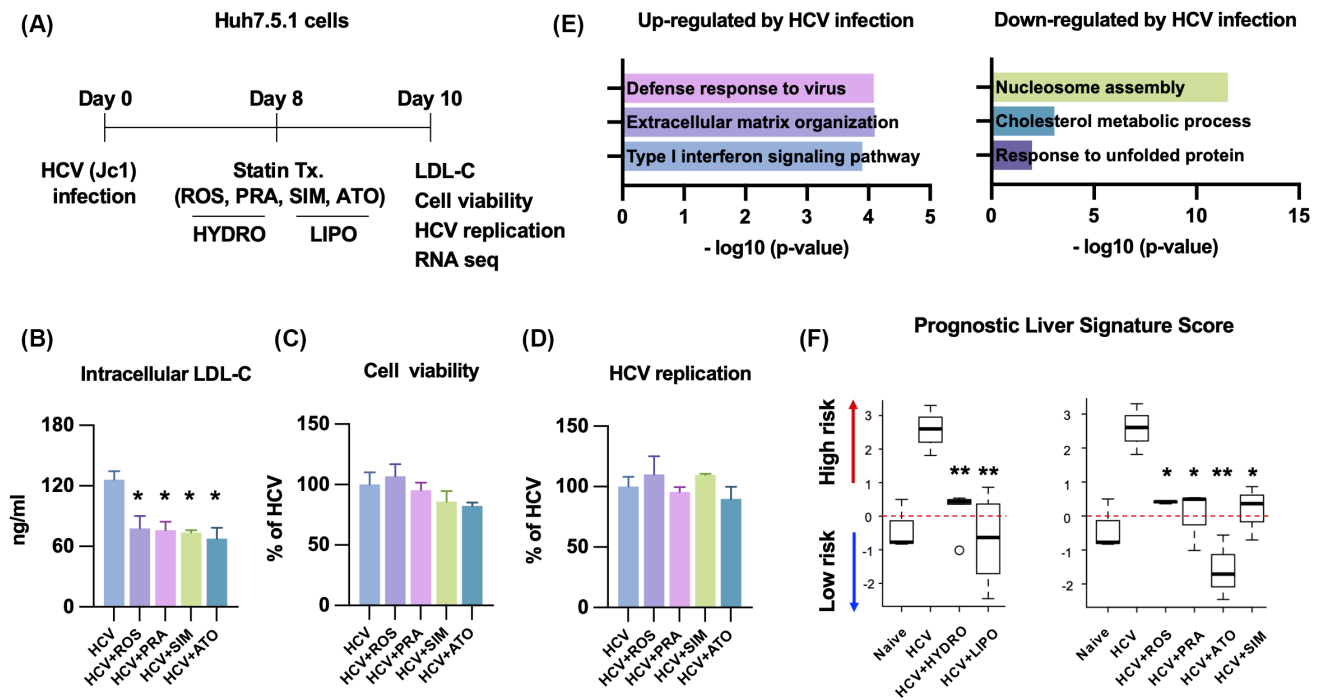 (A)
Huh7.5.1 cells
Day 0
Day 8
Day 10
HCV (Jc1)
infection
Statin Tx.
(ROS, PRA, SIM, ATO)
HYDRO
LIPO
LDL-C
Cell viability
HCV replication
RNA seq
(E)
Up-regulated by HCV infection
Defense response to virus
Extracellular matrix organization
Type I interferon signaling pathway
0 1 2 3 4 5
- log10 (p-value)
Down-regulated by HCV infection
Nucleosome assembly
Cholesterol metabolic process
Response to unfolded protein
0 5 10 15
- log10 (p-value)
(B)
Intracellular LDL-C
ng/ml
180
120
60
0
* * * *
HCV
HCV+ROS
HCV+PRA
HCV+SIM
HCV+ATO
(C)
Cell viability
% of HCV
150
100
50
0
HCV
HCV+ROS
HCV+PRA
HCV+SIM
HCV+ATO
(D)
HCV replication
% of HCV
150
100
50
0
HCV
HCV+ROS
HCV+PRA
HCV+SIM
HCV+ATO
(F)
Prognostic Liver Signature Score
High risk
Low risk
3
2
1
0
-1
-2
** **
Naive
HCV
HCV+HYDRO
HCV+LIPO
3
2
1
0
-1
-2
* * ** *
Naive
HCV
HCV+ROS
HCV+PRA
HCV+ATO
HCV+SIM